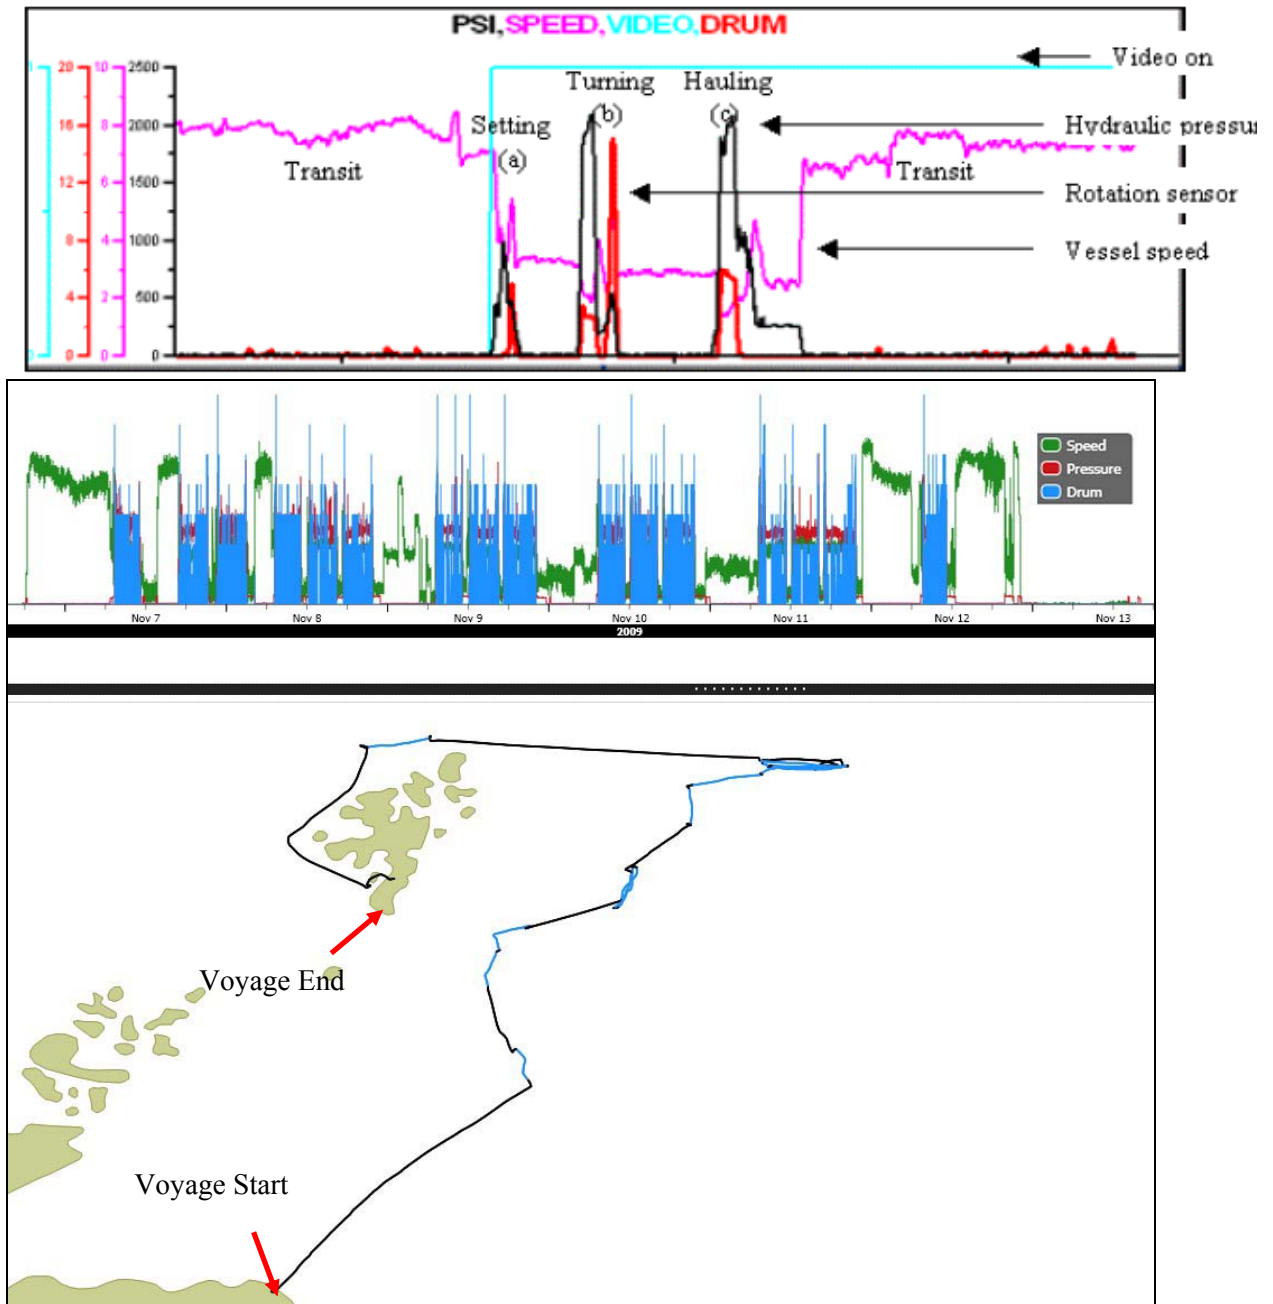 PSI,SPEED,VIDEO,DRUM
1 20 10 2500
Video on
Turning Hauling
(b) (c)
16 8 2000
Setting
Hydraulic pressu
(a)
Transit
Transit
12 6 1500
Rotation sensor
8 4 1000
Vessel speed
4 2 500
0 0 0 0
Speed
Pressure
Drum
Nov 7 Nov 8 Nov 9 Nov 10 Nov 11 Nov 12 Nov 13
2009
Voyage End
Voyage Start